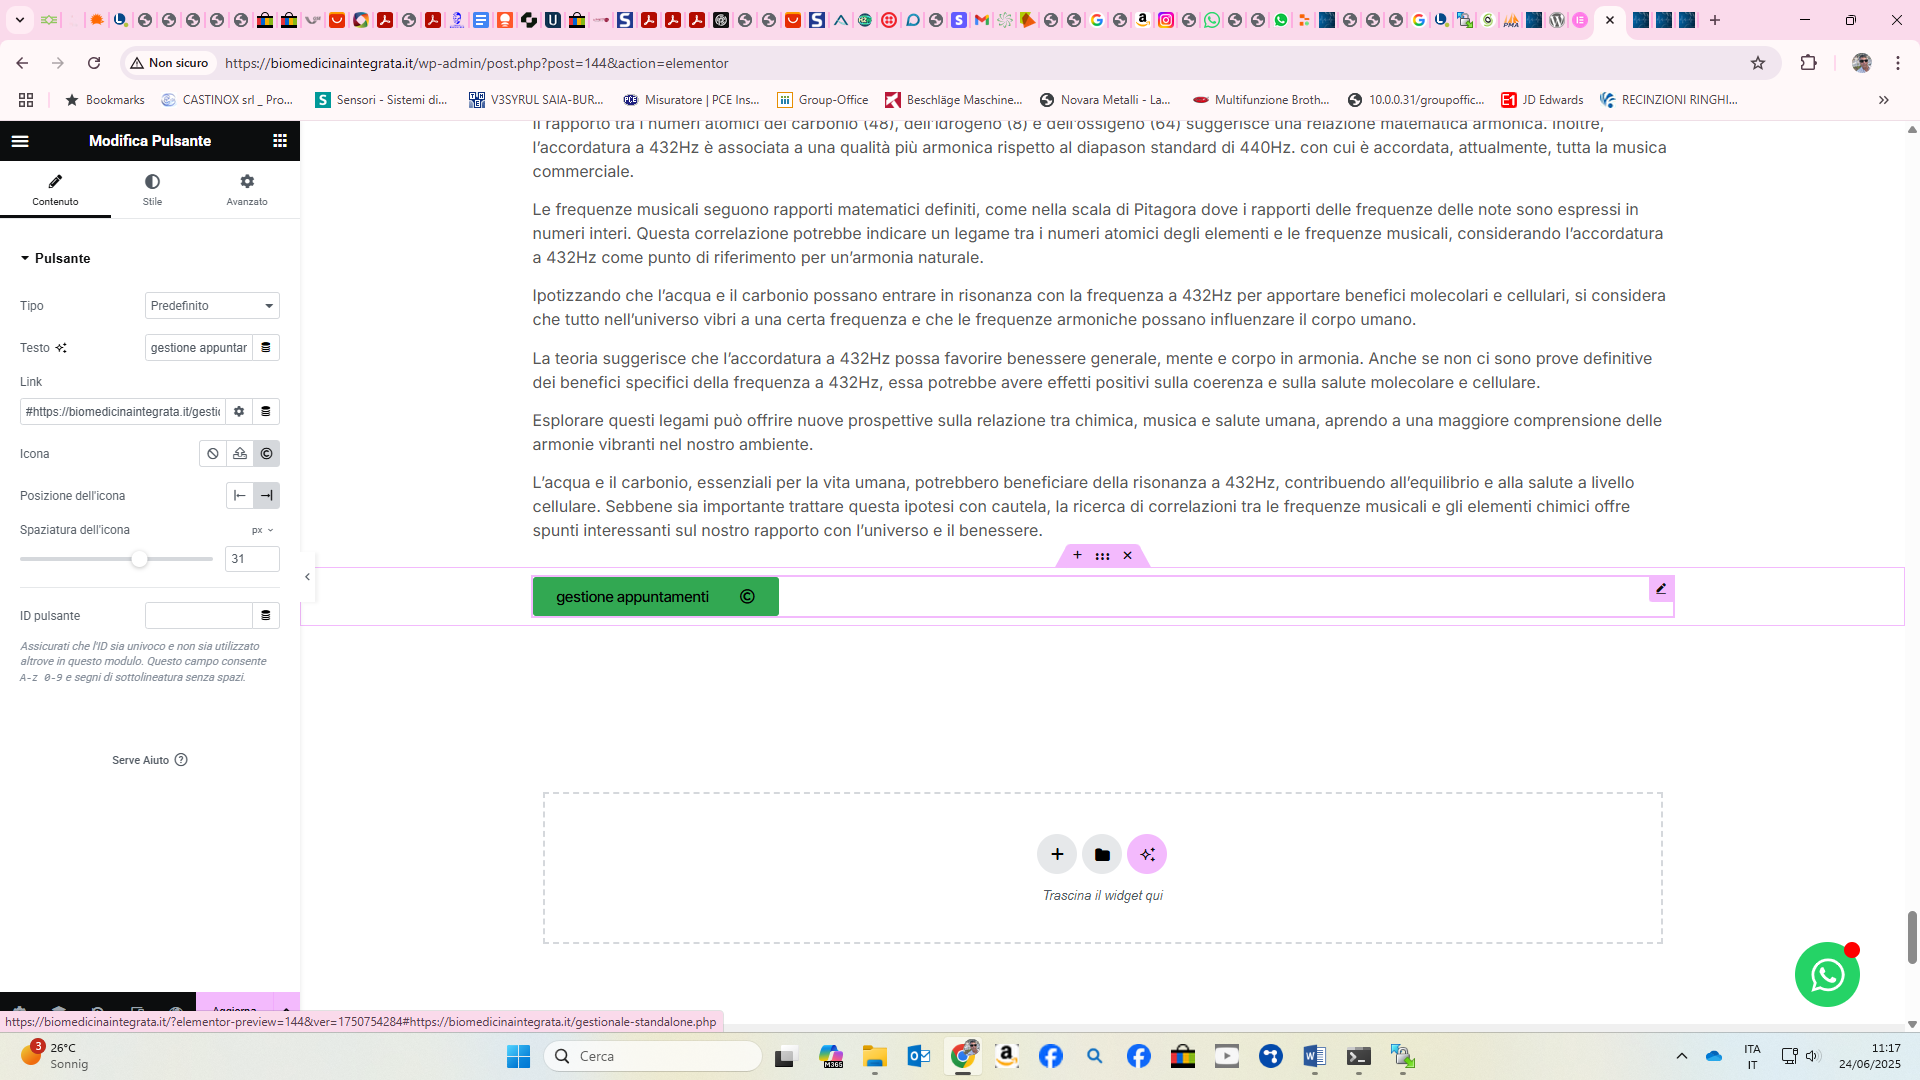 Non sicuro
https://biomedicinaintegrata.it/wp-admin/post.php?post=144&action=elementor
Bookmarks
CASTINOX srl _ Pro...
Sensori - Sistemi di...
V3SYRUL SAIA-BUR...
Misuratore | PCE Ins...
Group-Office
Beschläge Maschine...
Novara Metalli - La...
Multifunzione Broth...
10.0.0.31/groupoffic...
JD Edwards
RECINZIONI RINGHI...
Modifica Pulsante
Contenuto
Stile
Avanzato
Pulsante
Tipo
Predefinito
Testo
gestione appuntar
Link
#https://biomedicinaintegrata.it/gestic
Icona
Posizione dell'icona
Spaziatura dell'icona
px
31
ID pulsante
Assicurati che l'ID sia univoco e non sia utilizzato
altrove in questo modulo. Questo campo consente
A-z 0-9 e segni di sottolineatura senza spazi.
Serve Aiuto
Aggiorna
Il rapporto tra i numeri atomici del carbonio (48), dell'idrogeno (8) e dell'ossigeno (64) suggerisce una relazione matematica armonica. Inoltre,
l'accordatura a 432Hz è associata a una qualità più armonica rispetto al diapason standard di 440Hz. con cui è accordata, attualmente, tutta la musica
commerciale.
Le frequenze musicali seguono rapporti matematici definiti, come nella scala di Pitagora dove i rapporti delle frequenze delle note sono espressi in
numeri interi. Questa correlazione potrebbe indicare un legame tra i numeri atomici degli elementi e le frequenze musicali, considerando l'accordatura
a 432Hz come punto di riferimento per un'armonia naturale.
Ipotizzando che l'acqua e il carbonio possano entrare in risonanza con la frequenza a 432Hz per apportare benefici molecolari e cellulari, si considera
che tutto nell'universo vibri a una certa frequenza e che le frequenze armoniche possano influenzare il corpo umano.
La teoria suggerisce che l'accordatura a 432Hz possa favorire benessere generale, mente e corpo in armonia. Anche se non ci sono prove definitive
dei benefici specifici della frequenza a 432Hz, essa potrebbe avere effetti positivi sulla coerenza e sulla salute molecolare e cellulare.
Esplorare questi legami può offrire nuove prospettive sulla relazione tra chimica, musica e salute umana, aprendo a una maggiore comprensione delle
armonie vibranti nel nostro ambiente.
L'acqua e il carbonio, essenziali per la vita umana, potrebbero beneficiare della risonanza a 432Hz, contribuendo all'equilibrio e alla salute a livello
cellulare. Sebbene sia importante trattare questa ipotesi con cautela, la ricerca di correlazioni tra le frequenze musicali e gli elementi chimici offre
spunti interessanti sul nostro rapporto con l'universo e il benessere.
gestione appuntamenti ©
Trascina il widget qui
https://biomedicinaintegrata.it/?elementor-preview=144&ver=1750754284#https://biomedicinaintegrata.it/gestionale-standalone.php
3
26°C
Sonnig
Cerca
ITA
IT
11:17
24/06/2025